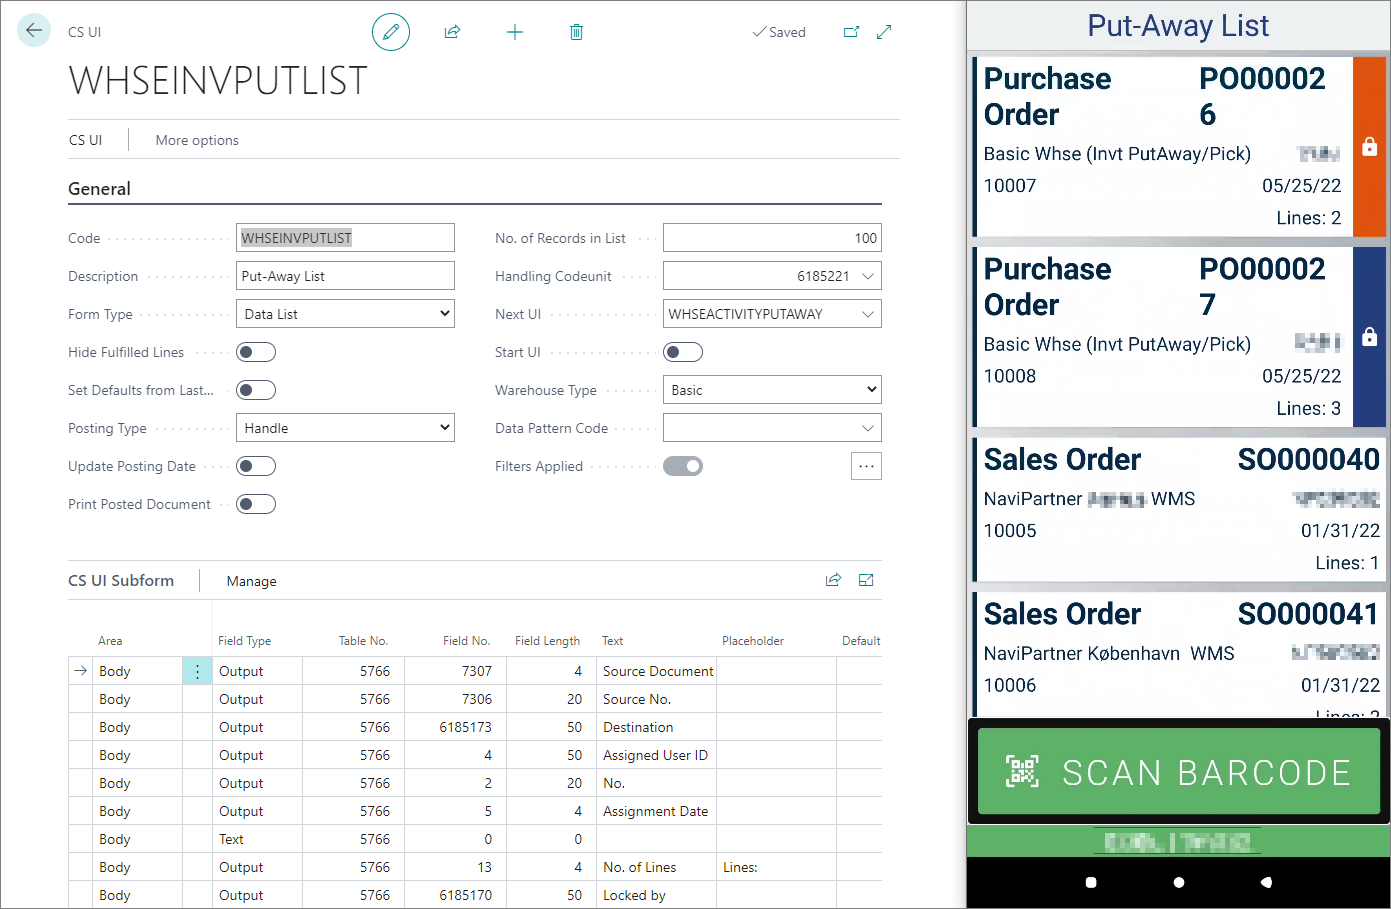 CS UI
Saved
WHSEINVPUTLIST
CS UI More options
General
Code WHSEINVPUTLIST No. of Records in List 100
Description Put-Away List Handling Codeunit 6185221
Form Type Data List Next UI WHSEACTIVITYPUTAWAY
Hide Fulfilled Lines Start UI
Set Defaults from Last... Warehouse Type Basic
Posting Type Handle Data Pattern Code
Update Posting Date Filters Applied ...
Print Posted Document
CS UI Subform Manage
Area Field Type Table No. Field No. Field Length Text Placeholder Default
Body Output 5766 7307 4 Source Document
Body Output 5766 7306 20 Source No.
Body Output 5766 6185173 50 Destination
Body Output 5766 4 50 Assigned User ID
Body Output 5766 2 20 No.
Body Output 5766 5 4 Assignment Date
Body Text 5766 0 0
Body Output 5766 13 4 No. of Lines Lines:
Body Output 5766 6185170 50 Locked by
Put-Away List
Purchase PO00002
Order 6
Basic Whse (Invt PutAway/Pick)
10007 05/25/22
Lines: 2
Purchase PO00002
Order 7
Basic Whse (Invt PutAway/Pick)
10008 05/25/22
Lines: 3
Sales Order SO000040
NaviPartner WMS
10005 01/31/22
Lines: 1
Sales Order SO000041
NaviPartner København WMS
10006 01/31/22
Lines: 2
SCAN BARCODE